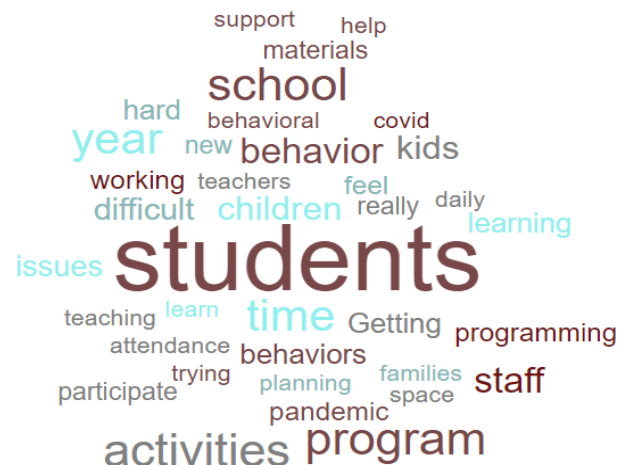 support help
materials
school
hard behavioral covid
year new behavior kids
working teachers feel
difficult children really daily
learning
students
issues
teaching learn time Getting programming
attendance behaviors
trying planning families staff
participate space
pandemic
activities program